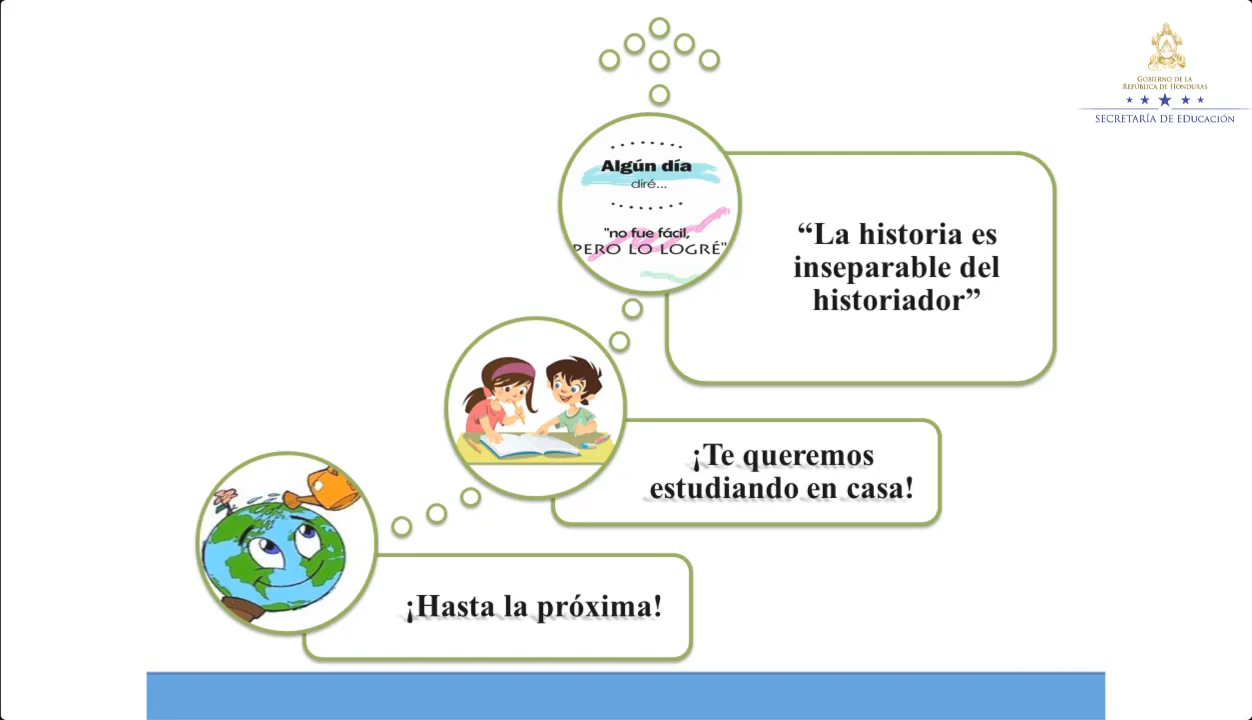 GOBIERNO DE LA
REPÚBLICA DE HONDURAS
SECRETARÍA DE EDUCACIÓN
Algún día
diré...
"no fue fácil,
PERO LO LOGRÉ"
“La historia es
inseparable del
historiador”
¡Te queremos
estudiando en casa!
¡Hasta la próxima!